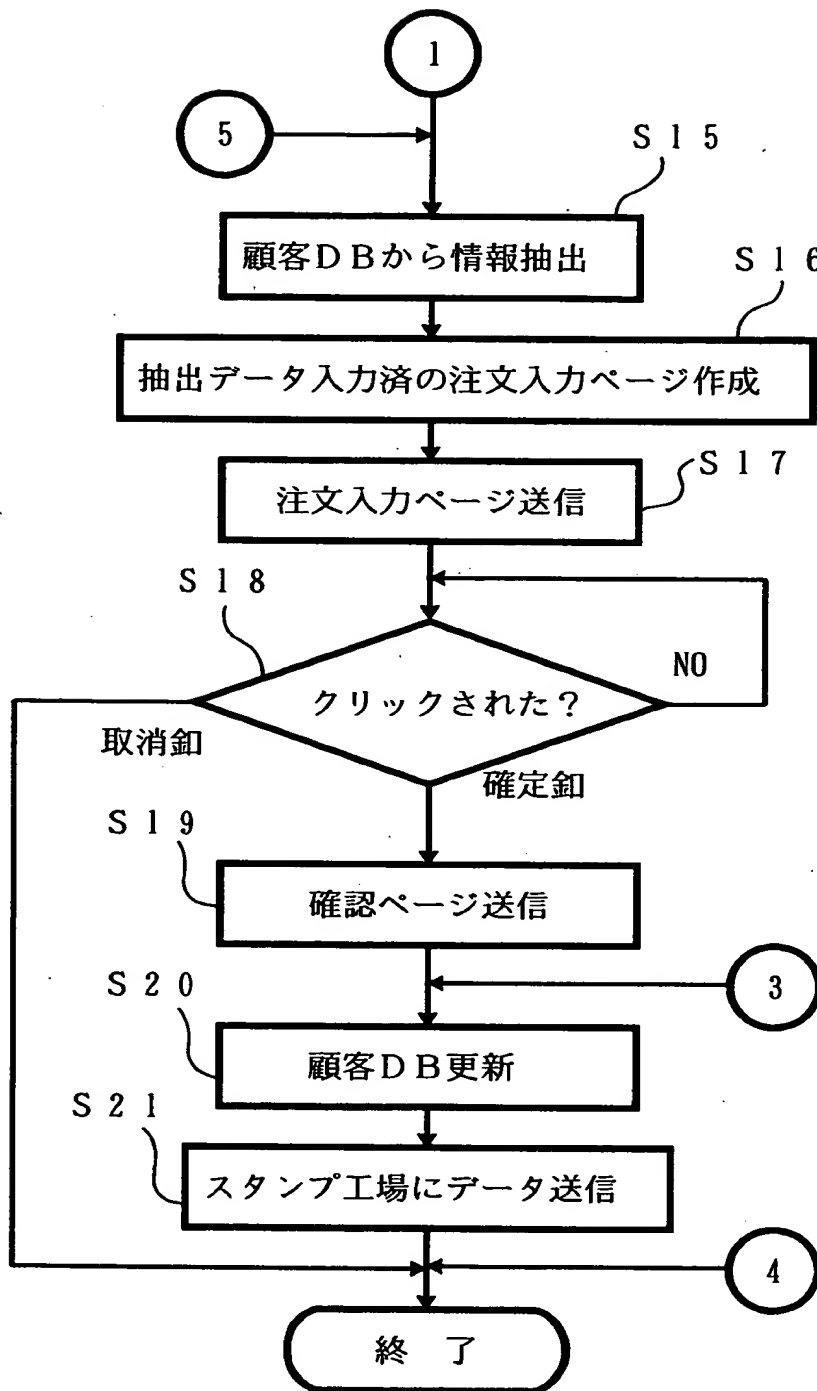 1
5
S15
顧客DBから情報抽出
S16
抽出データ入力済の注文入力ページ作成
S17
注文入力ページ送信
S18
クリックされた?
NO
取消釦
確定釦
S19
確認ページ送信
3
S20
顧客DB更新
S21
スタンプ工場にデータ送信
4
終 了